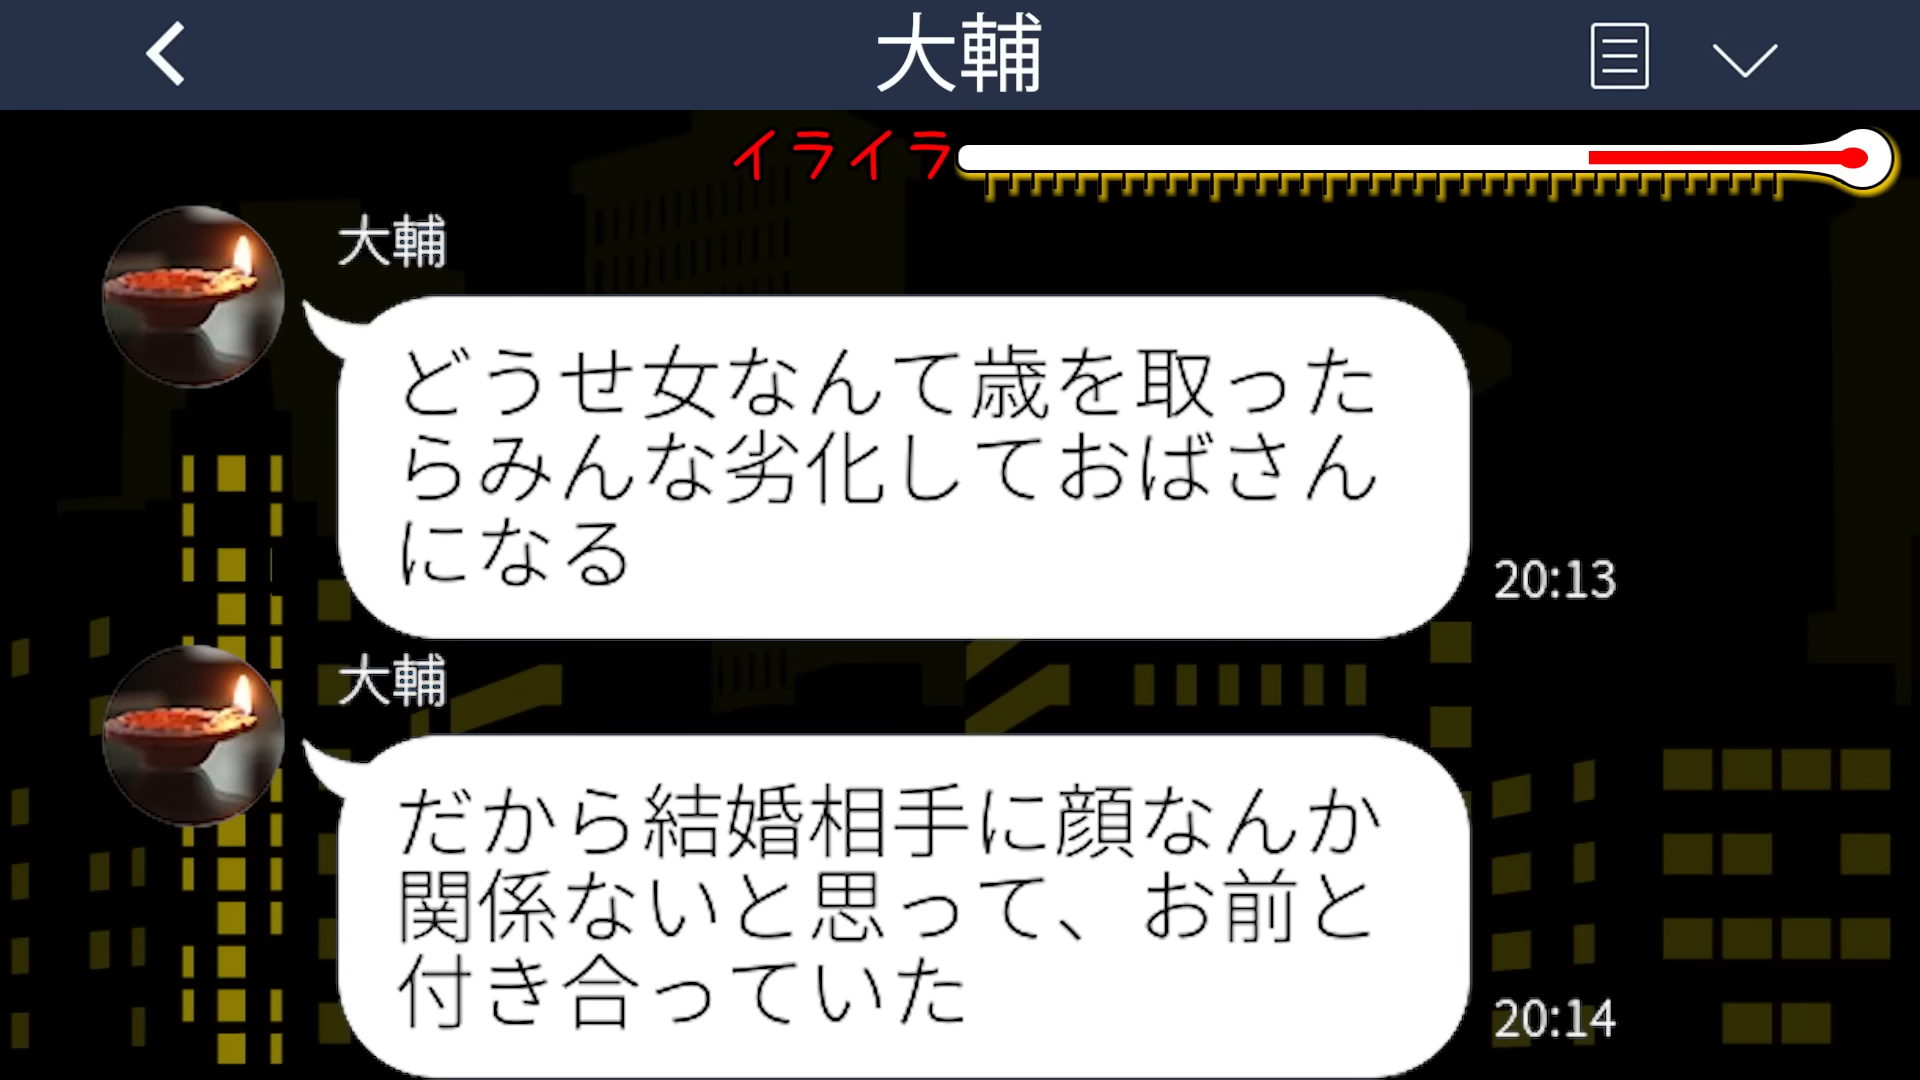 大輔
イライラ
大輔
どうせ女なんて歳を取った
らみんな劣化しておばさん
になる
20:13
大輔
だから結婚相手に顔なんか
関係ないと思って、お前と
付き合っていた
20:14